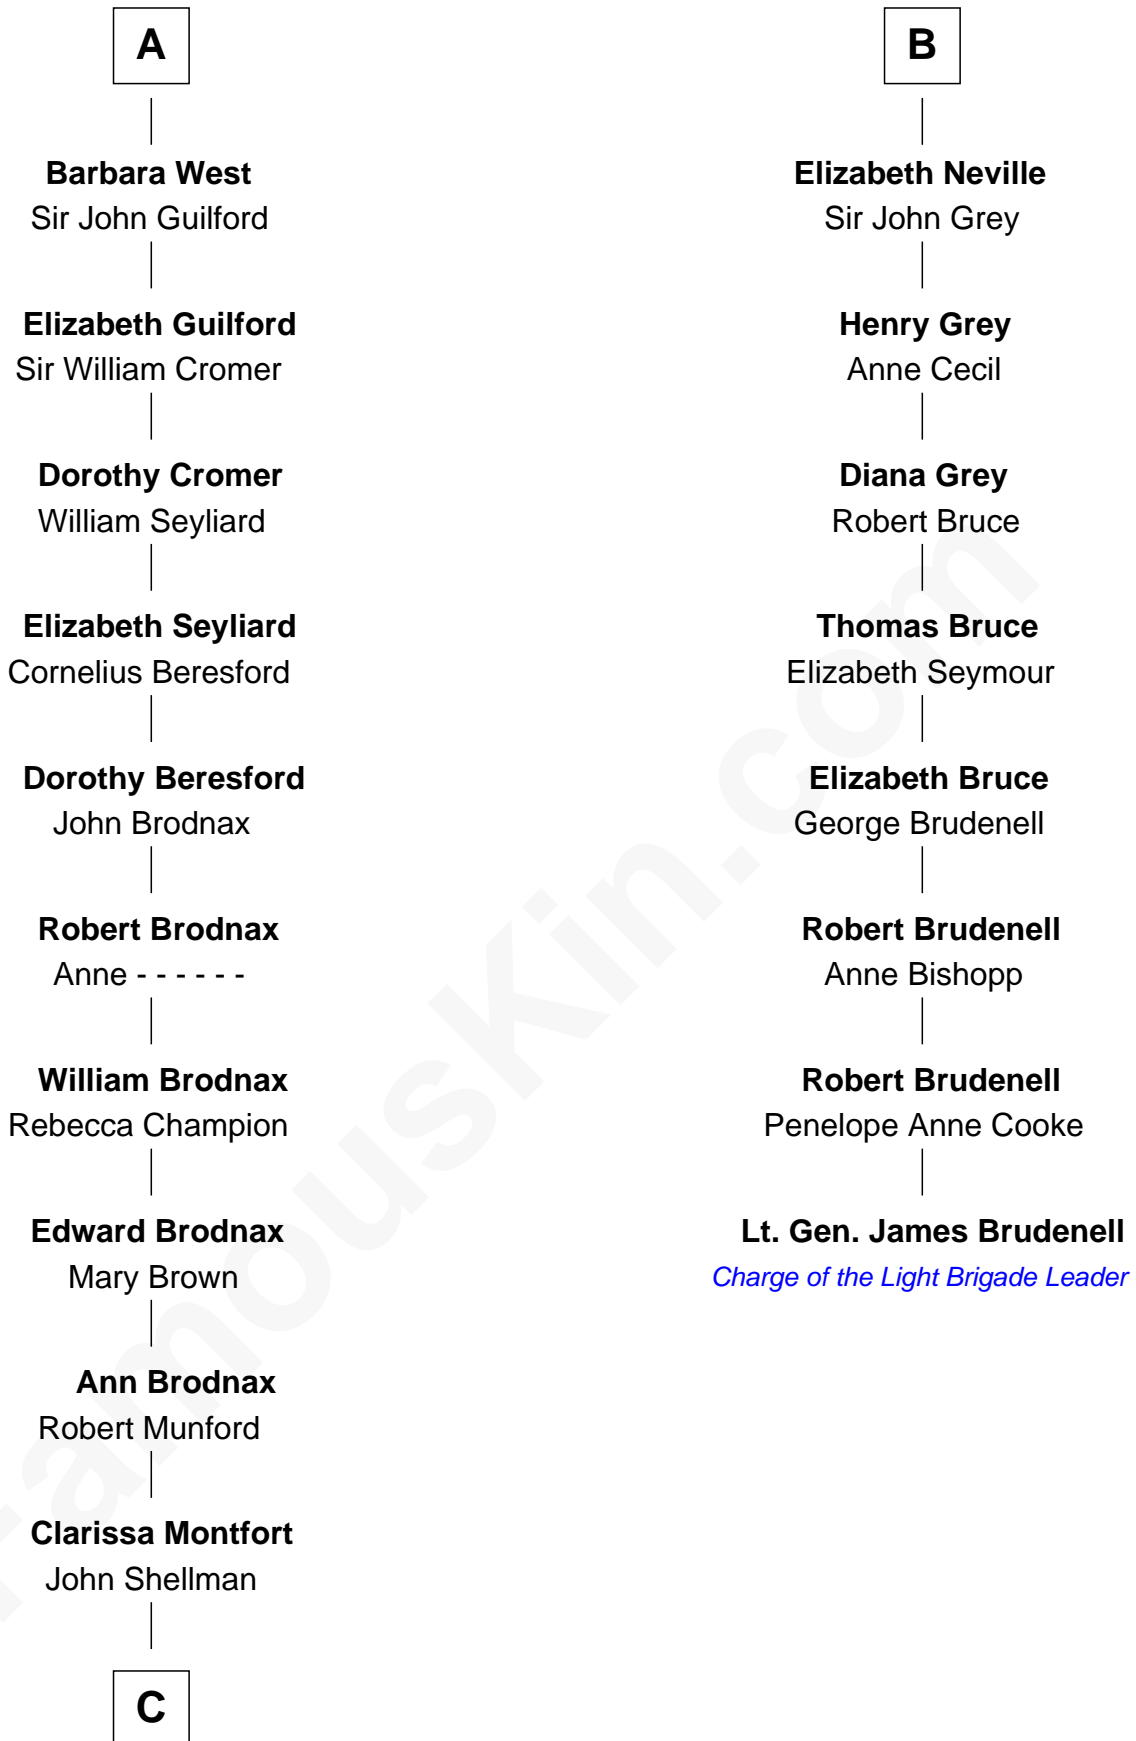 A
Barbara West
Sir John Guilford
Elizabeth Guilford
Sir William Cromer
Dorothy Cromer
William Seyliard
Elizabeth Seyliard
Cornelius Beresford
Dorothy Beresford
John Brodnax
Robert Brodnax
Anne - - - - - -
William Brodnax
Rebecca Champion
Edward Brodnax
Mary Brown
Ann Brodnax
Robert Munford
Clarissa Montfort
John Shellman
C
B
Elizabeth Neville
Sir John Grey
Henry Grey
Anne Cecil
Diana Grey
Robert Bruce
Thomas Bruce
Elizabeth Seymour
Elizabeth Bruce
George Brudenell
Robert Brudenell
Anne Bishopp
Robert Brudenell
Penelope Anne Cooke
Lt. Gen. James Brudenell
Charge of the Light Brigade Leader
FamousKin.com